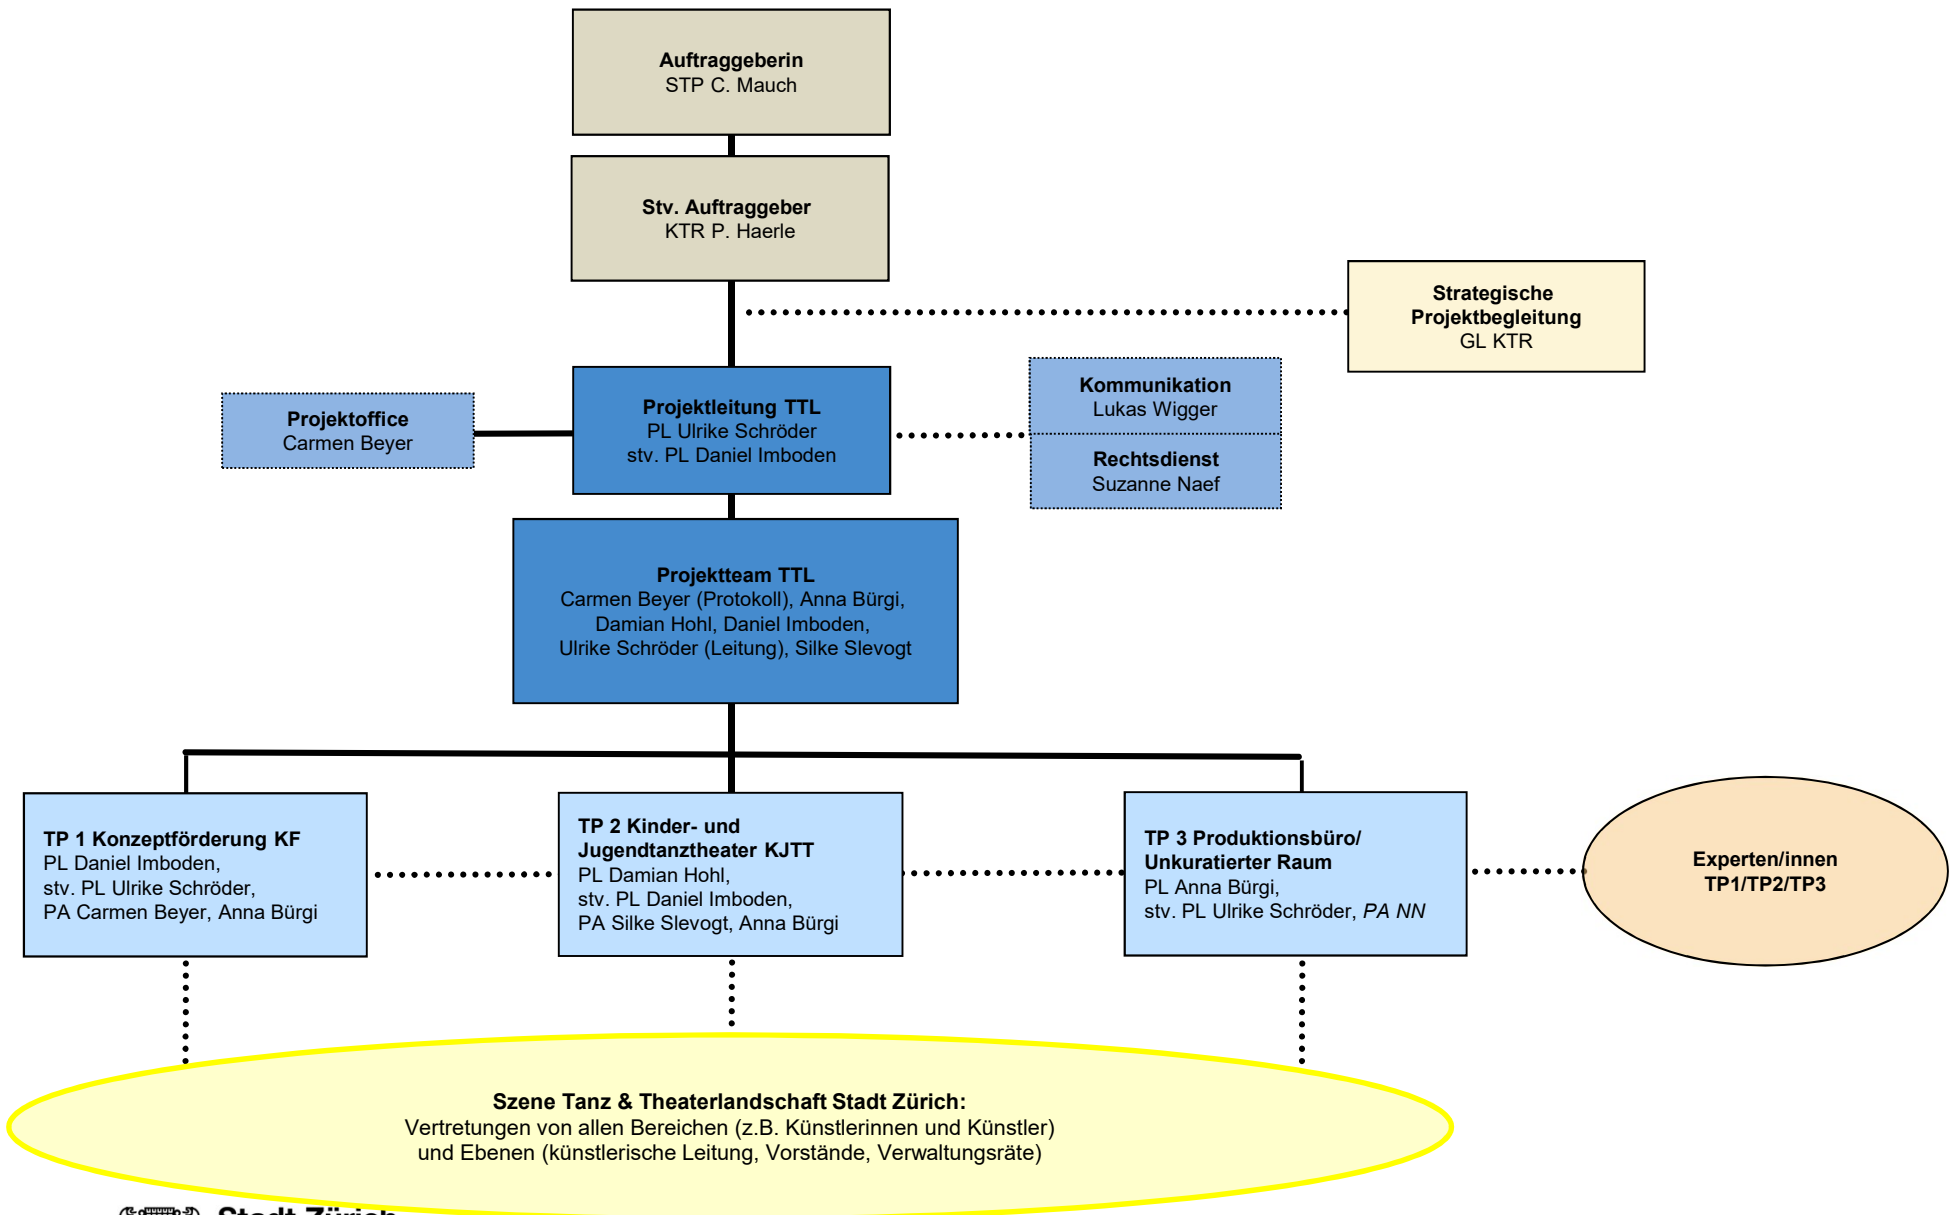 Auftraggeberin
STP C. Mauch
Stv. Auftraggeber
KTR P. Haerle
Strategische
Projektbegleitung
GL KTR
Projektoffice
Carmen Beyer
Projektleitung TTL
PL Ulrike Schröder
stv. PL Daniel Imboden
Kommunikation
Lukas Wigger
Rechtsdienst
Suzanne Naef
Projektteam TTL
Carmen Beyer (Protokoll), Anna Bürgi,
Damian Hohl, Daniel Imboden,
Ulrike Schröder (Leitung), Silke Slevogt
TP 1 Konzeptförderung KF
PL Daniel Imboden,
stv. PL Ulrike Schröder,
PA Carmen Beyer, Anna Bürgi
TP 2 Kinder- und
Jugendtanztheater KJTT
PL Damian Hohl,
stv. PL Daniel Imboden,
PA Silke Slevogt, Anna Bürgi
TP 3 Produktionsbüro/
Unkuratierter Raum
PL Anna Bürgi,
stv. PL Ulrike Schröder, PA NN
Experten/innen
TP1/TP2/TP3
Szene Tanz & Theaterlandschaft Stadt Zürich:
Vertretungen von allen Bereichen (z.B. Künstlerinnen und Künstler)
und Ebenen (künstlerische Leitung, Vorstände, Verwaltungsräte)
Stadt Zürich